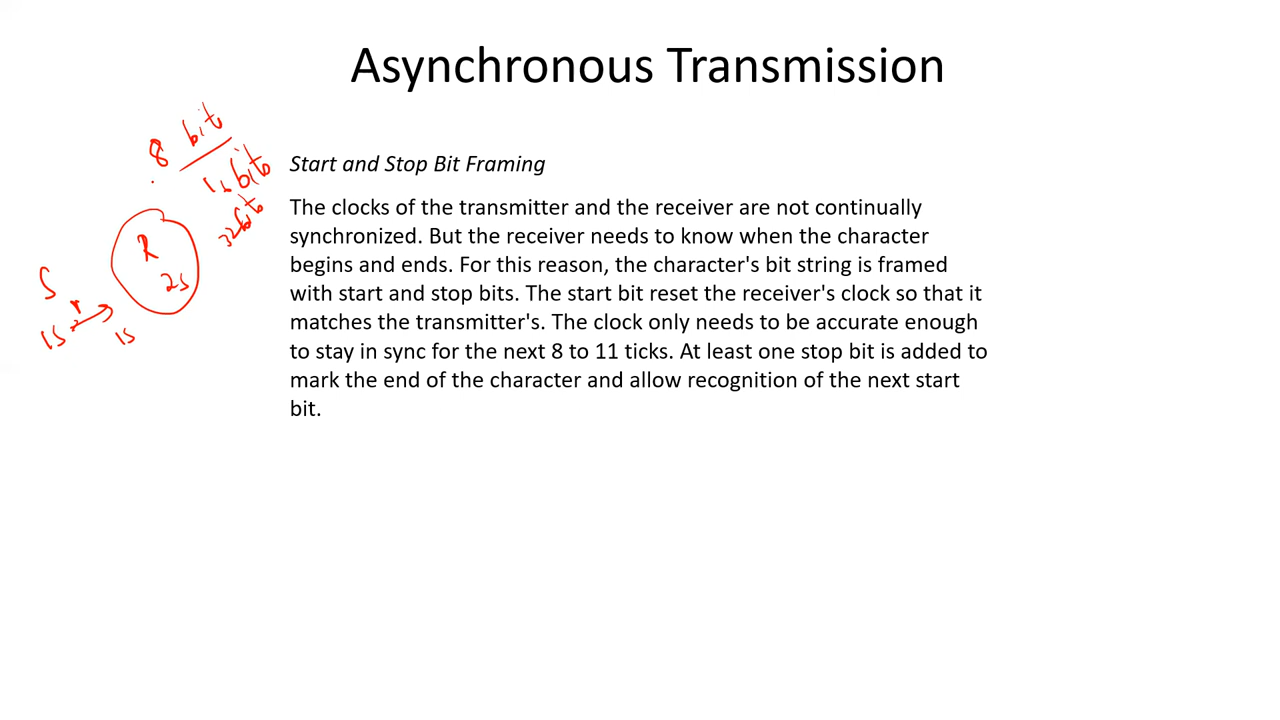 Asynchronous Transmission
8 bit
16 bit
32 bit
Start and Stop Bit Framing
The clocks of the transmitter and the receiver are not continually
synchronized. But the receiver needs to know when the character
begins and ends. For this reason, the character's bit string is framed
with start and stop bits. The start bit reset the receiver's clock so that it
matches the transmitter's. The clock only needs to be accurate enough
to stay in sync for the next 8 to 11 ticks. At least one stop bit is added to
mark the end of the character and allow recognition of the next start
bit.
R
2s
S
1s
1s